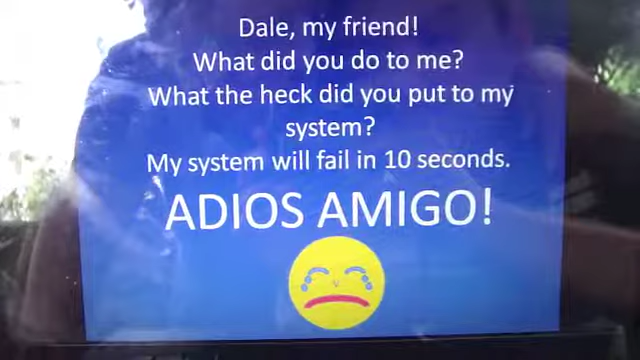 Dale, my friend!
What did you do to me?
What the heck did you put to my
system?
My system will fail in 10 seconds.
ADIOS AMIGO!